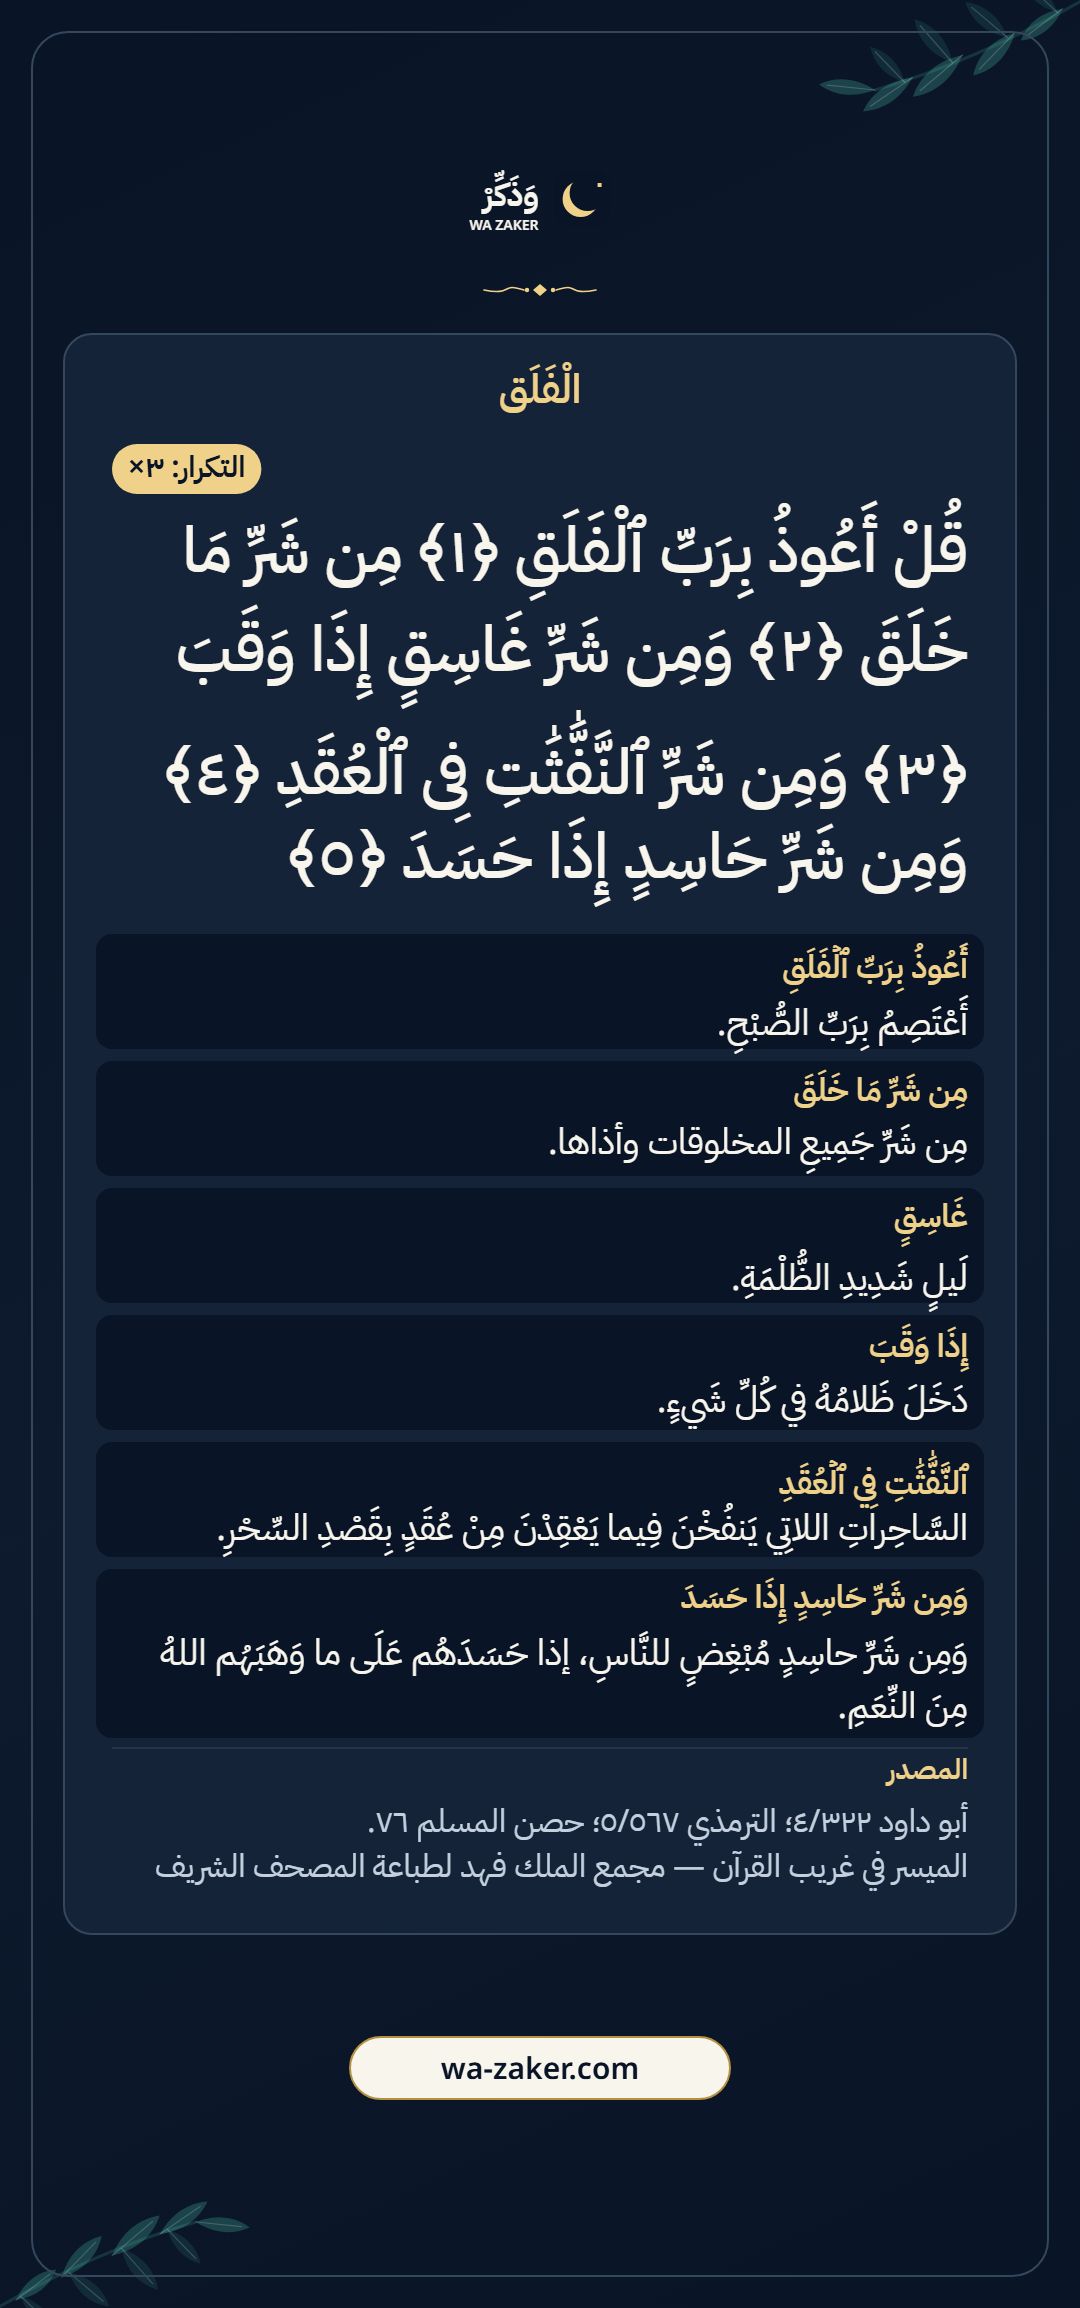 وَذَكِّرْ
WA ZAKER
الْفَلَق
التكرار: ٣×
قُلْ أَعُوذُ بِرَبِّ ٱلْفَلَقِ ﴿١﴾ مِن شَرِّ مَا
خَلَقَ ﴿٢﴾ وَمِن شَرِّ غَاسِقٍ إِذَا وَقَبَ
﴿٣﴾ وَمِن شَرِّ ٱلنَّفَّٰثَٰتِ فِى ٱلْعُقَدِ ﴿٤﴾
وَمِن شَرِّ حَاسِدٍ إِذَا حَسَدَ ﴿٥﴾
أَعُوذُ بِرَبِّ ٱلْفَلَقِ
أَعْتَصِمُ بِرَبِّ الصُّبْحِ.
مِن شَرِّ مَا خَلَقَ
مِن شَرِّ جَمِيعِ المخلوقات وأذاها.
غَاسِقٍ
لَيلٍ شَدِيدِ الظُّلْمَةِ.
إِذَا وَقَبَ
دَخَلَ ظَلامُهُ في كُلِّ شَيءٍ.
ٱلنَّفَّٰثَٰتِ فِي ٱلْعُقَدِ
السَّاحِراتِ اللاتِي يَنفُخْنَ فِيما يَعْقِدْنَ مِنْ عُقَدٍ بِقَصْدِ السِّحْرِ.
وَمِن شَرِّ حَاسِدٍ إِذَا حَسَدَ
وَمِن شَرِّ حاسِدٍ مُبْغِضٍ للنَّاسِ، إذا حَسَدَهُم عَلَى ما وَهَبَهُم اللهُ
مِنَ النِّعَمِ.
المصدر
أبو داود ٤/٣٢٢؛ الترمذي ٥/٥٦٧؛ حصن المسلم ٧٦.
الميسر في غريب القرآن — مجمع الملك فهد لطباعة المصحف الشريف
wa-zaker.com